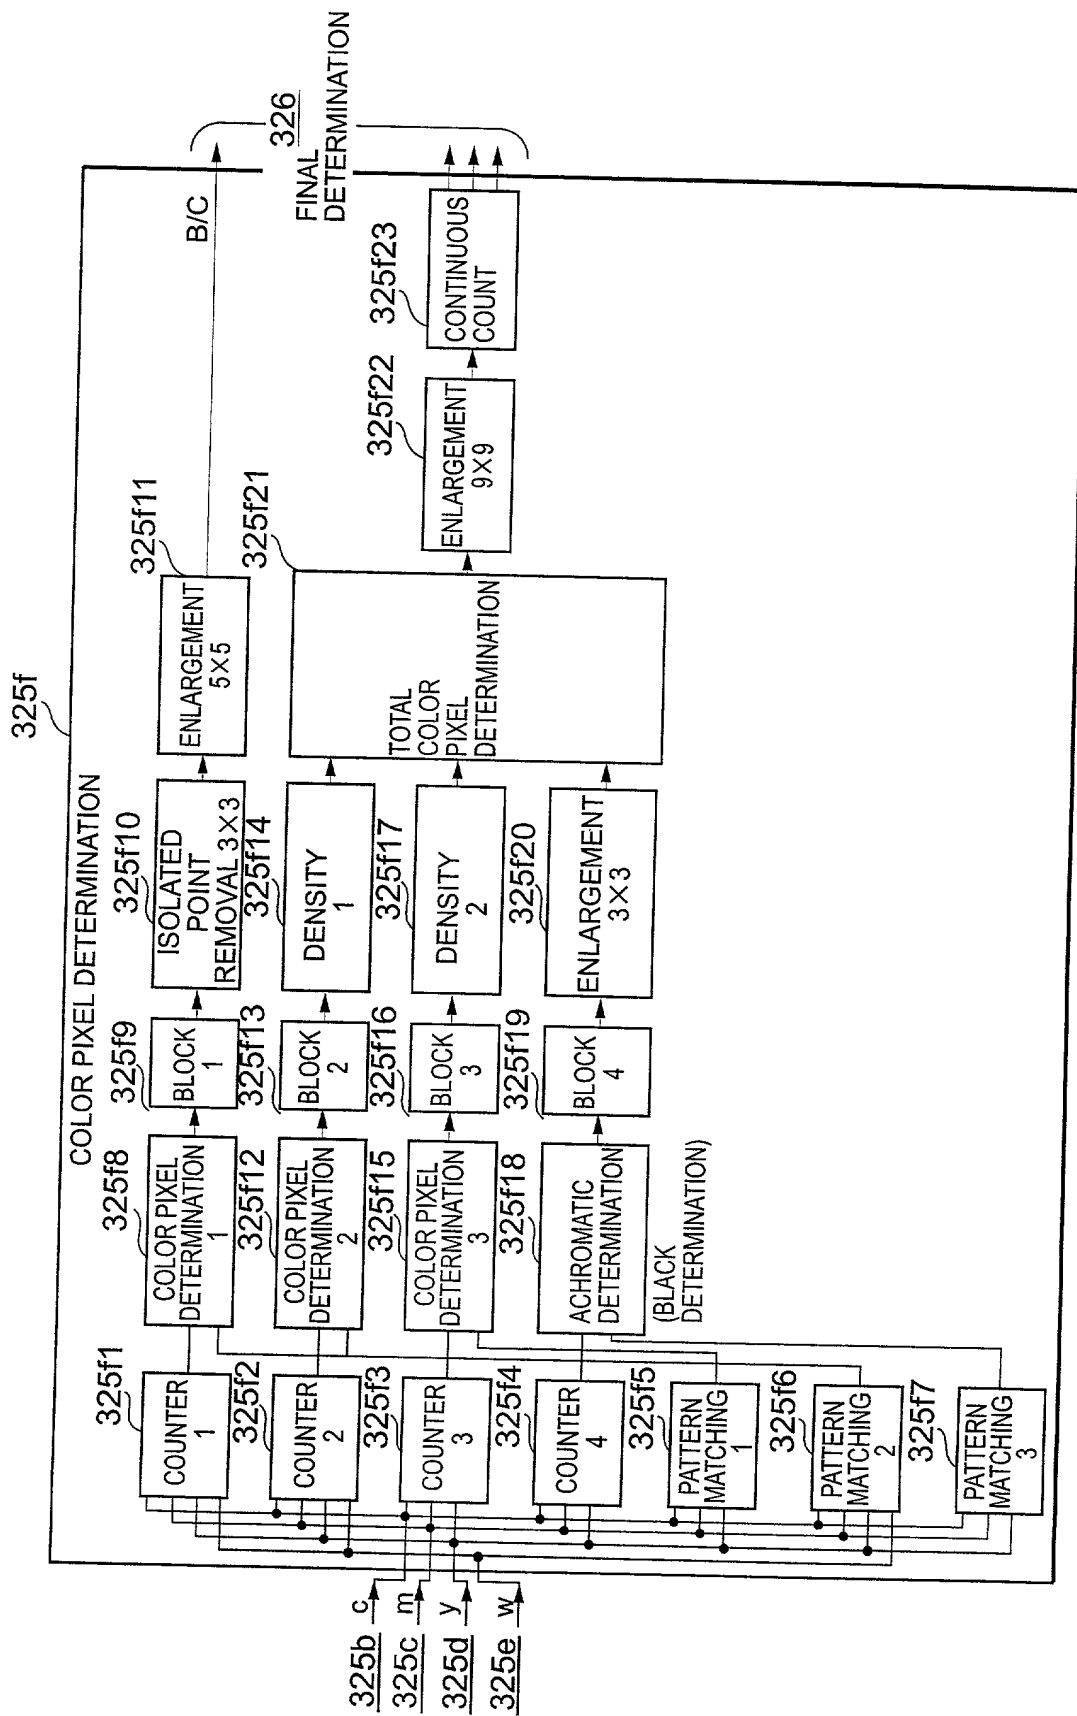 325f
COLOR PIXEL DETERMINATION
325f1
COUNTER
1
325f8
COLOR PIXEL
DETERMINATION
1
325f9
BLOCK
1
325f10
ISOLATED
POINT
REMOVAL 3×3
325f11
ENLARGEMENT
5×5
B/C
325f2
COUNTER
2
325f12
COLOR PIXEL
DETERMINATION
2
325f13
BLOCK
2
325f14
DENSITY
1
325f21
TOTAL
COLOR
PIXEL
DETERMINATION
326
FINAL
DETERMINATION
325f3
COUNTER
3
325f15
COLOR PIXEL
DETERMINATION
3
325f16
BLOCK
3
325f17
DENSITY
2
325f22
ENLARGEMENT
9×9
325f23
CONTINUOUS
COUNT
325f4
COUNTER
4
325f18
ACHROMATIC
DETERMINATION
(BLACK
DETERMINATION)
325f19
BLOCK
4
325f20
ENLARGEMENT
3×3
325f5
PATTERN
MATCHING
1
325f6
PATTERN
MATCHING
2
325f7
PATTERN
MATCHING
3
325b c
325c m
325d y
325e w